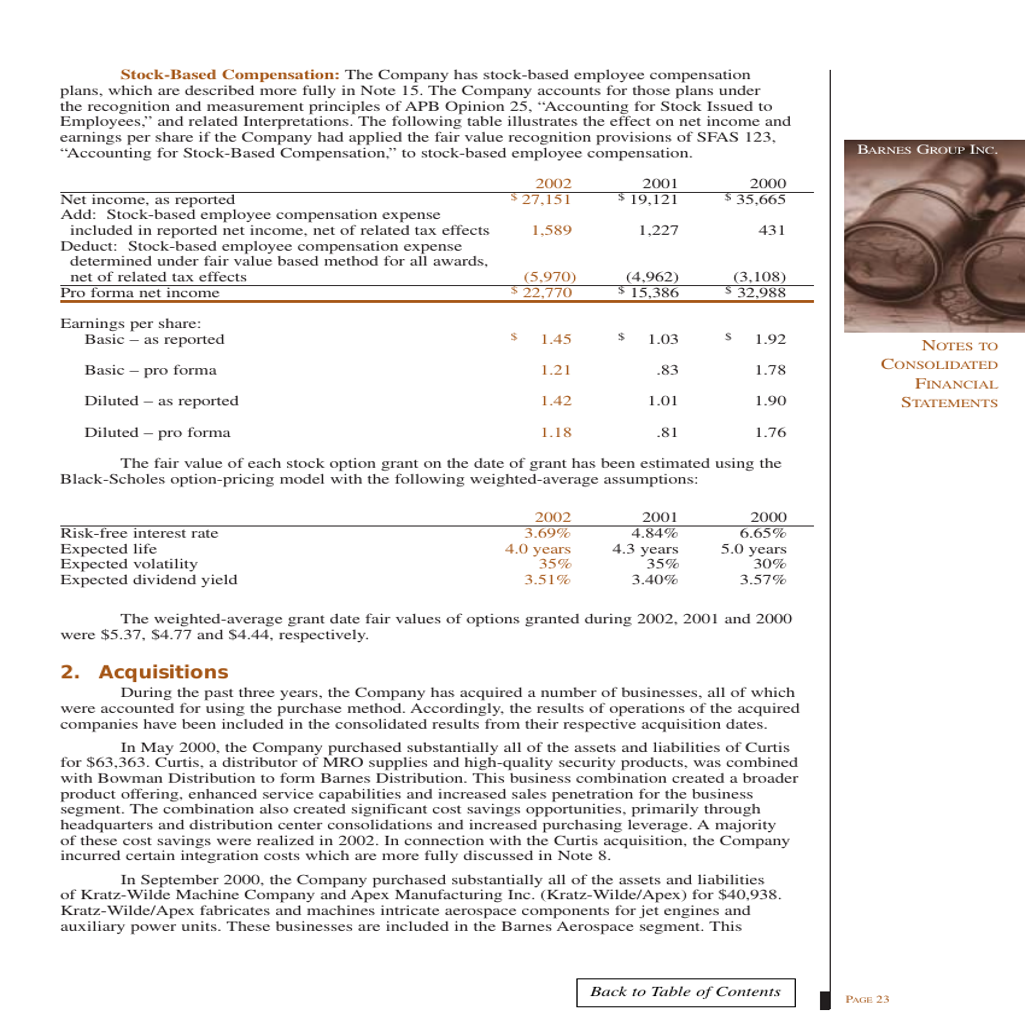 Stock-Based Compensation: The Company has stock-based employee compensation
plans, which are described more fully in Note 15. The Company accounts for those plans under
the recognition and measurement principles of APB Opinion 25, “Accounting for Stock Issued to
Employees,” and related Interpretations. The following table illustrates the effect on net income and
earnings per share if the Company had applied the fair value recognition provisions of SFAS 123,
“Accounting for Stock-Based Compensation,” to stock-based employee compensation.
2002 2001 2000
Net income, as reported $ 27,151 $ 19,121 $ 35,665
Add: Stock-based employee compensation expense
included in reported net income, net of related tax effects 1,589 1,227 431
Deduct: Stock-based employee compensation expense
determined under fair value based method for all awards,
net of related tax effects (5,970) (4,962) (3,108)
Pro forma net income $ 22,770 $ 15,386 $ 32,988
Earnings per share:
Basic – as reported $ 1.45 $ 1.03 $ 1.92
Basic – pro forma 1.21 .83 1.78
Diluted – as reported 1.42 1.01 1.90
Diluted – pro forma 1.18 .81 1.76
The fair value of each stock option grant on the date of grant has been estimated using the
Black-Scholes option-pricing model with the following weighted-average assumptions:
2002 2001 2000
Risk-free interest rate 3.69% 4.84% 6.65%
Expected life 4.0 years 4.3 years 5.0 years
Expected volatility 35% 35% 30%
Expected dividend yield 3.51% 3.40% 3.57%
The weighted-average grant date fair values of options granted during 2002, 2001 and 2000
were $5.37, $4.77 and $4.44, respectively.
2. Acquisitions
During the past three years, the Company has acquired a number of businesses, all of which
were accounted for using the purchase method. Accordingly, the results of operations of the acquired
companies have been included in the consolidated results from their respective acquisition dates.
In May 2000, the Company purchased substantially all of the assets and liabilities of Curtis
for $63,363. Curtis, a distributor of MRO supplies and high-quality security products, was combined
with Bowman Distribution to form Barnes Distribution. This business combination created a broader
product offering, enhanced service capabilities and increased sales penetration for the business
segment. The combination also created significant cost savings opportunities, primarily through
headquarters and distribution center consolidations and increased purchasing leverage. A majority
of these cost savings were realized in 2002. In connection with the Curtis acquisition, the Company
incurred certain integration costs which are more fully discussed in Note 8.
In September 2000, the Company purchased substantially all of the assets and liabilities
of Kratz-Wilde Machine Company and Apex Manufacturing Inc. (Kratz-Wilde/Apex) for $40,938.
Kratz-Wilde/Apex fabricates and machines intricate aerospace components for jet engines and
auxiliary power units. These businesses are included in the Barnes Aerospace segment. This
Back to Table of Contents
BARNES GROUP INC.
NOTES TO
CONSOLIDATED
FINANCIAL
STATEMENTS
PAGE 23